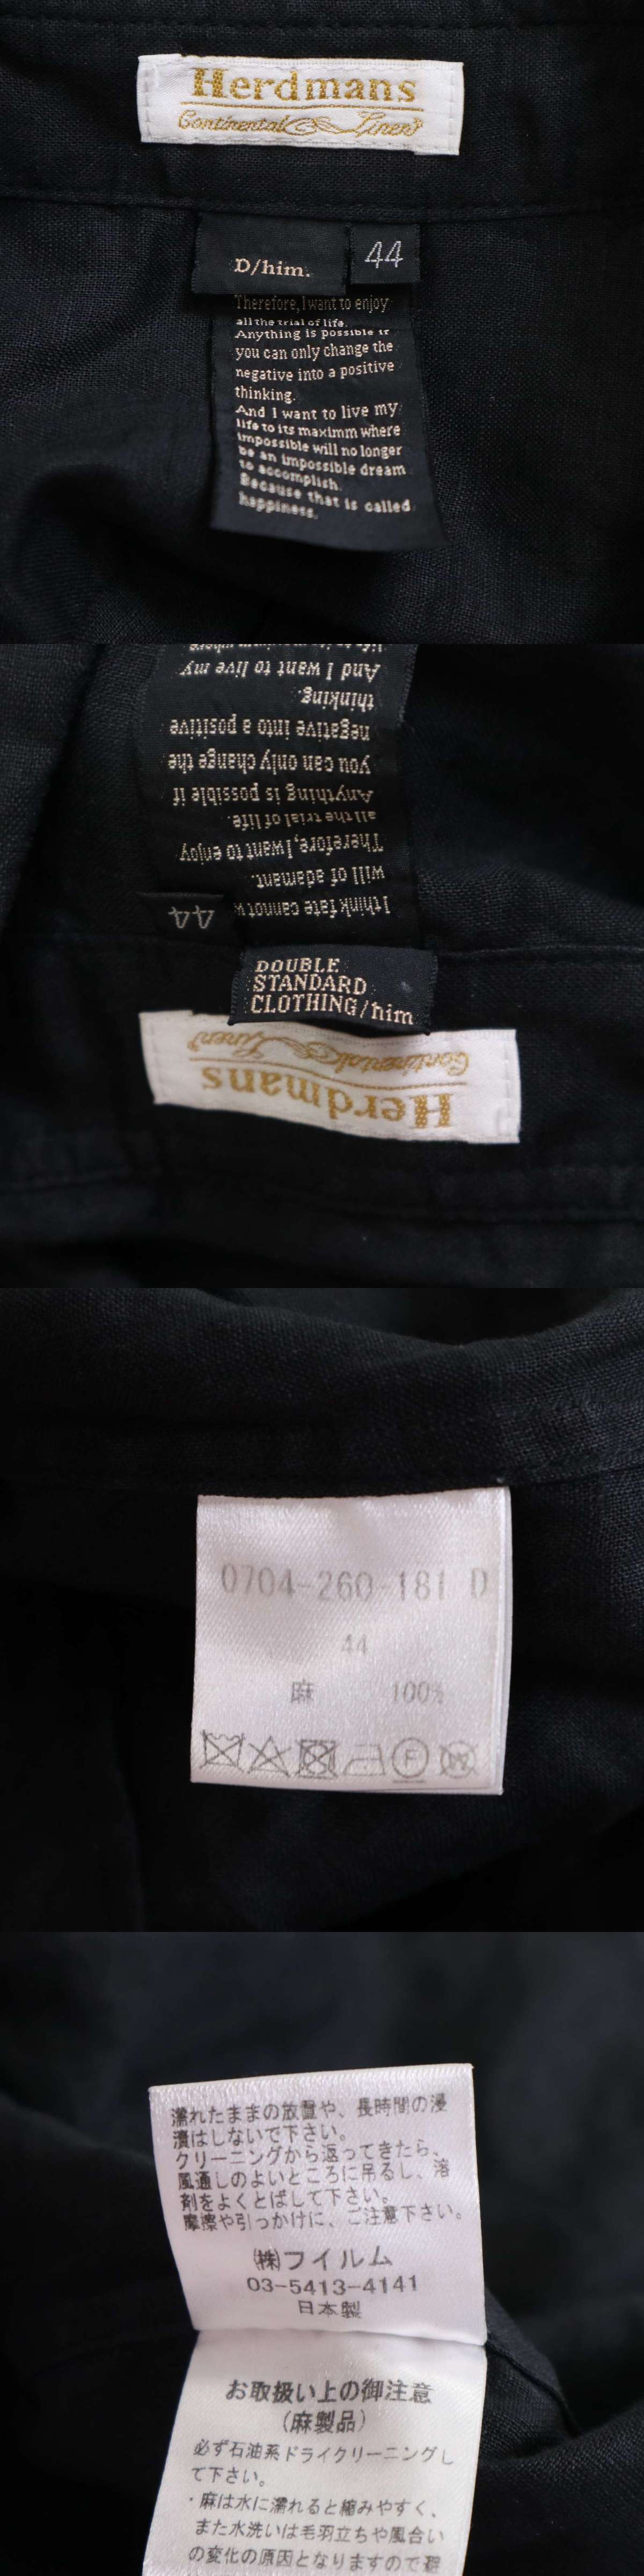 Herdmans
Continental Linen
D/him.
44
Therefore, I want to enjoy
all the trial of life.
Anything is possible if
you can only change the
negative into a positive
thinking.
And I want to live my
life to its maximm where
impossible will no longer
be an impossible dream
to accomplish.
Because that is called
happiness.
And I want to live my
thinking.
negative into a positive
you can only change the
Anything is possible if
all the trial of life.
Therefore, I want to enjoy
will of adamant.
I think fate cannot
44
DOUBLE
STANDARD
CLOTHING/him
Continental Linen
Herdmans
0704-260-181 D
44
麻 100%
F
W
濡れたままの放置や、長時間の浸
漬はしないで下さい。
クリーニングから返ってきたら、
風通しのよいところに吊るし、溶
剤をよくとばして下さい。
摩擦や引っかけに、ご注意下さい。
㈱フイルム
03-5413-4141
日本製
お取扱い上の御注意
(麻製品)
必ず石油系ドライクリーニングし
て下さい。
・麻は水に濡れると縮みやすく、
また水洗いは毛羽立ちや風合い
の変化の原因となりますので避